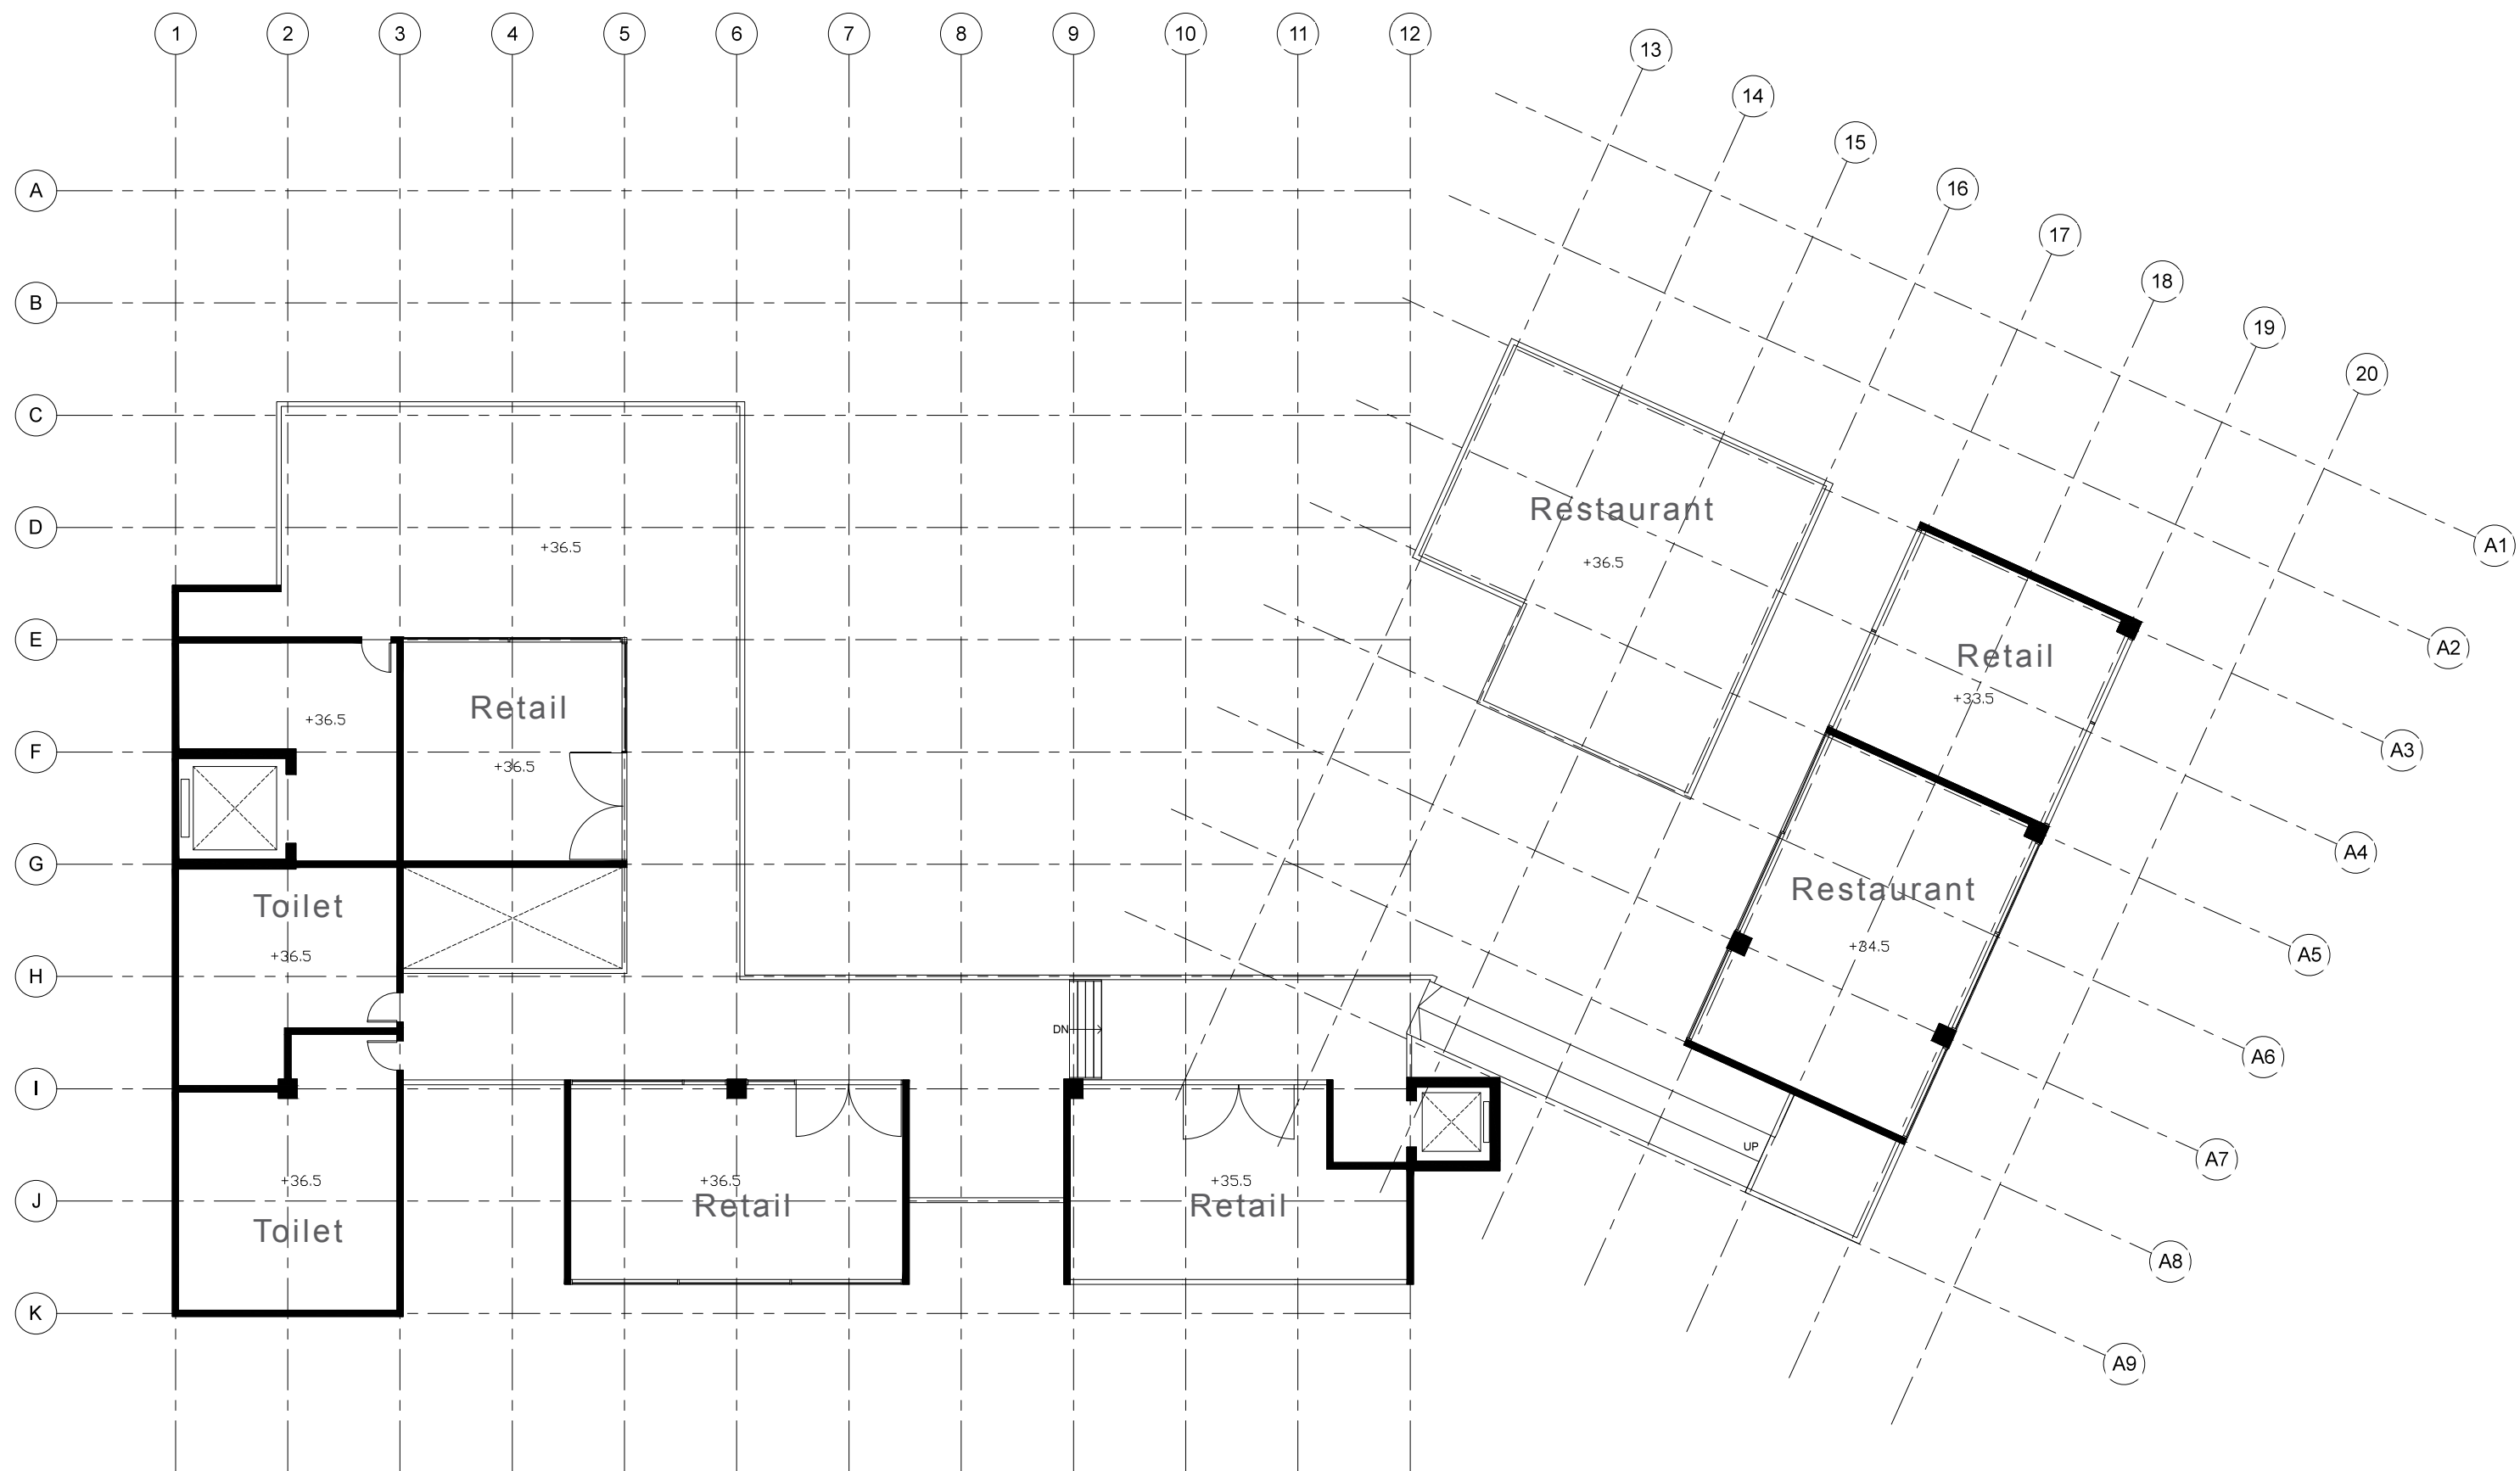 1
2
3
4
5
6
7
8
9
10
11
12
13
14
15
16
17
18
19
20
A
B
C
D
E
F
G
H
I
J
K
A1
A2
A3
A4
A5
A6
A7
A8
A9
+36.5
Restaurant
+36.5
Retail
+33.5
Retail
+36.5
+36.5
Restaurant
+34.5
Toilet
+36.5
DN
UP
+36.5
Toilet
+36.5
Retail
+35.5
Retail